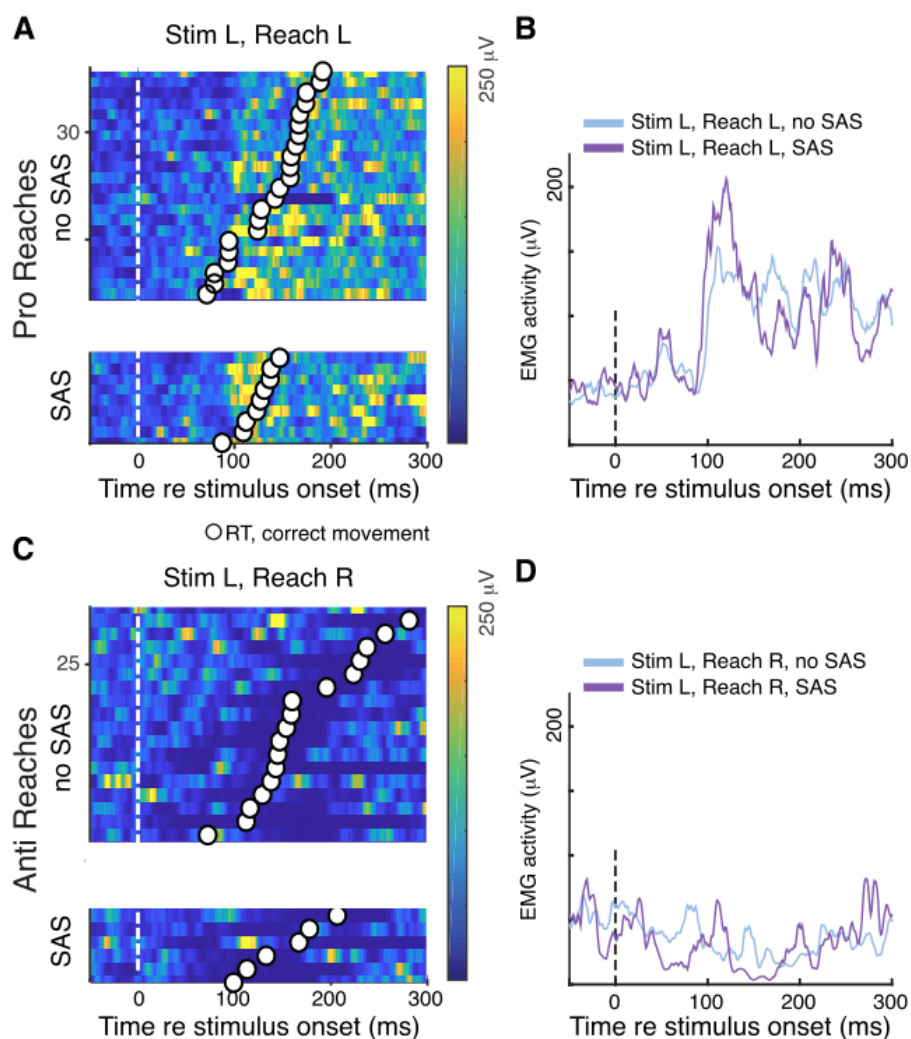 A
Stim L, Reach L
250 µV
Pro Reaches
no SAS
30
SAS
0 100 200 300
Time re stimulus onset (ms)
RT, correct movement
B
Stim L, Reach L, no SAS
Stim L, Reach L, SAS
200
EMG activity (µV)
0 100 200 300
Time re stimulus onset (ms)
C
Stim L, Reach R
250 µV
Anti Reaches
no SAS
25
SAS
0 100 200 300
Time re stimulus onset (ms)
D
Stim L, Reach R, no SAS
Stim L, Reach R, SAS
200
EMG activity (µV)
0 100 200 300
Time re stimulus onset (ms)